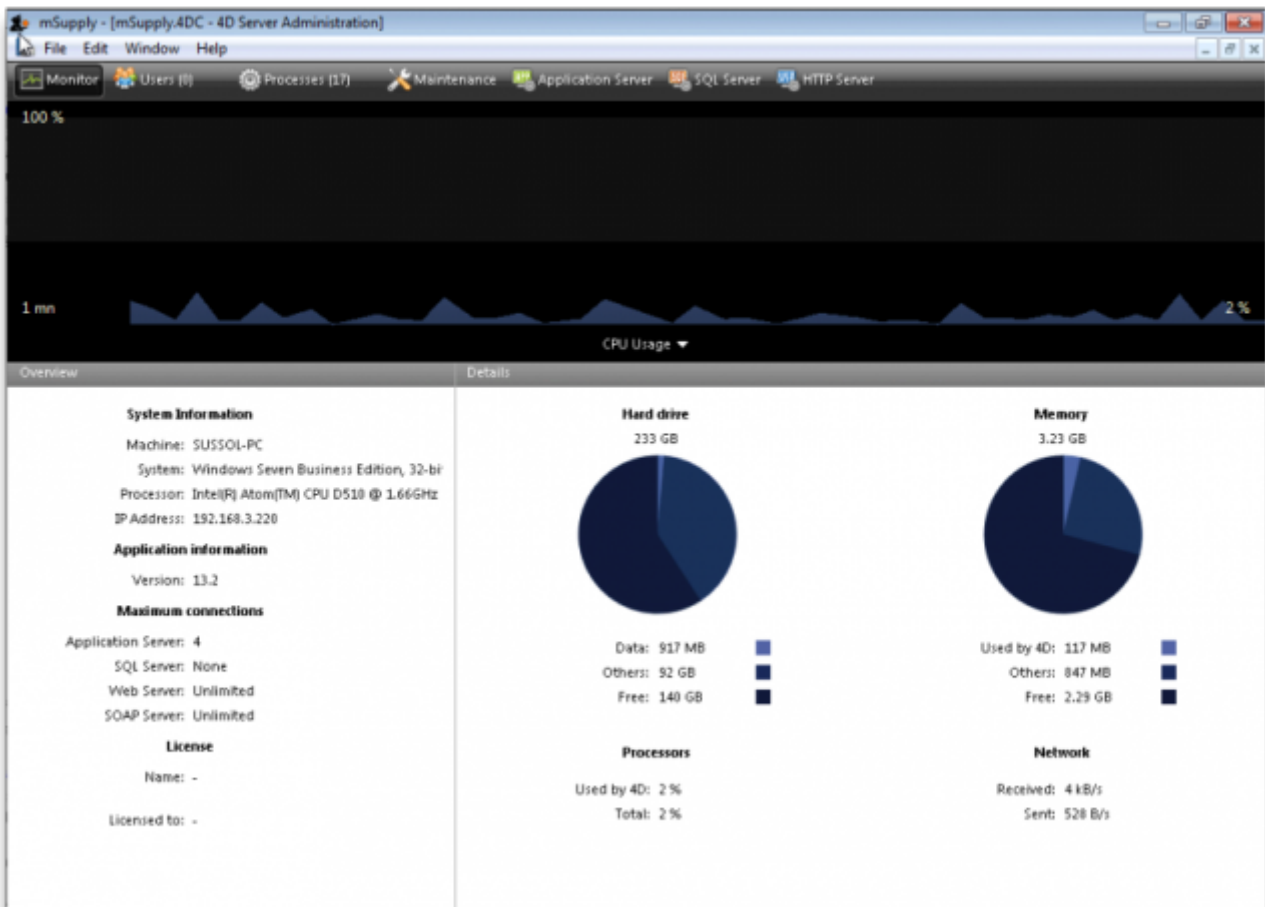 mSupply - [mSupply.4DC - 4D Server Administration]
File Edit Window Help
Monitor Users (0) Processes (17) Maintenance Application Server SQL Server HTTP Server
100 %
1 mn
2 %
CPU Usage
Overview
Details
System Information
Machine: SUSSOL-PC
System: Windows Seven Business Edition, 32-bi
Processor: Intel(R) Atom(TM) CPU D510 @ 1.66GHz
IP Address: 192.168.3.220
Application information
Version: 13.2
Maximum connections
Application Server: 4
SQL Server: None
Web Server: Unlimited
SOAP Server: Unlimited
License
Name: -
Licensed to: -
Hard drive
233 GB
Data: 917 MB
Others: 92 GB
Free: 140 GB
Memory
3.23 GB
Used by 4D: 117 MB
Others: 847 MB
Free: 2.29 GB
Processors
Used by 4D: 2 %
Total: 2 %
Network
Received: 4 kB/s
Sent: 528 B/s